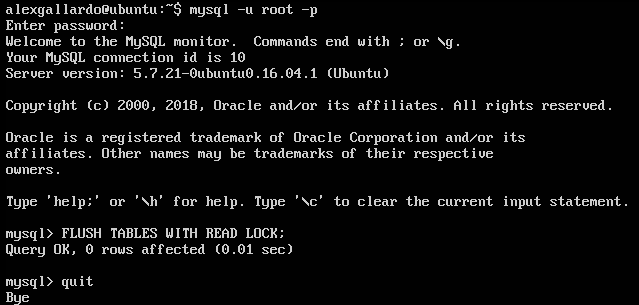 alexgallardo@ubuntu:~$ mysql -u root -p
Enter password:
Welcome to the MySQL monitor.  Commands end with ; or \g.
Your MySQL connection id is 10
Server version: 5.7.21-0ubuntu0.16.04.1 (Ubuntu)

Copyright (c) 2000, 2018, Oracle and/or its affiliates. All rights reserved.

Oracle is a registered trademark of Oracle Corporation and/or its
affiliates. Other names may be trademarks of their respective
owners.

Type 'help;' or '\h' for help. Type '\c' to clear the current input statement.

mysql> FLUSH TABLES WITH READ LOCK;
Query OK, 0 rows affected (0.01 sec)

mysql> quit
Bye